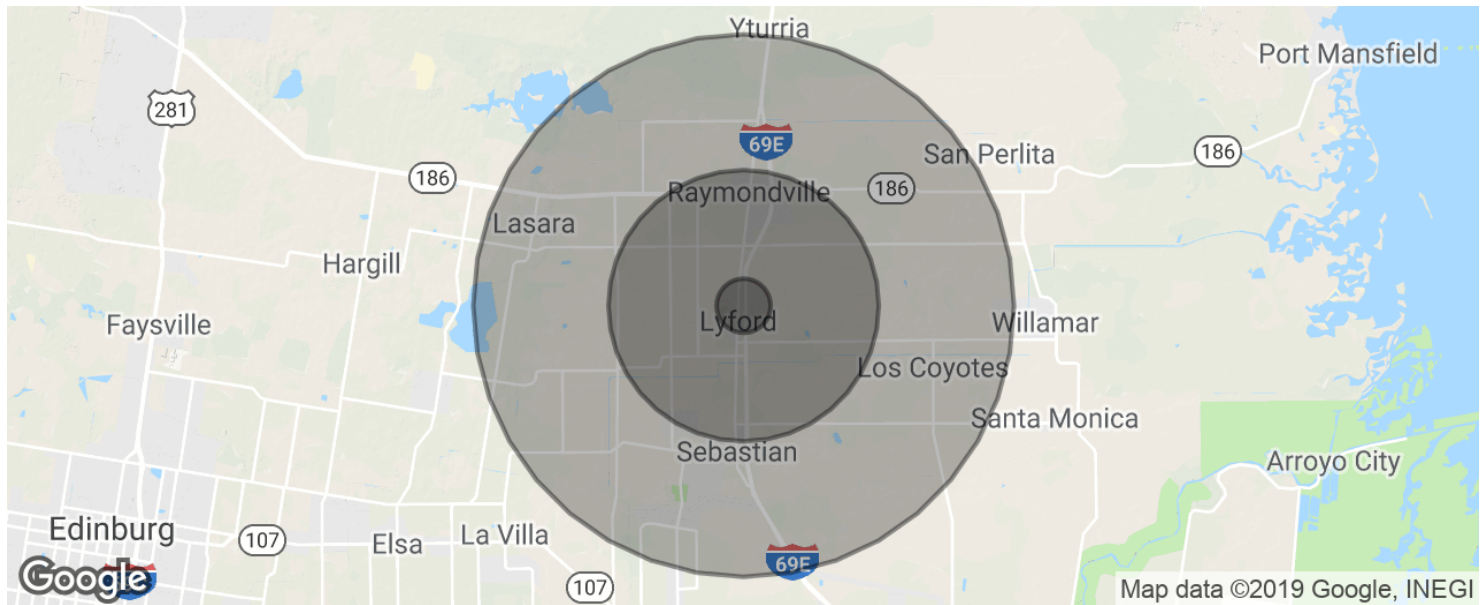 Yturria
Port Mansfield
281
69E
186
San Perlita
186
186
Raymondville
Lasara
Hargill
Lyford
Faysville
Willamar
Los Coyotes
Santa Monica
Sebastian
Arroyo City
Edinburg
107
Elsa
La Villa
69E
107
Google
Map data ©2019 Google, INEGI